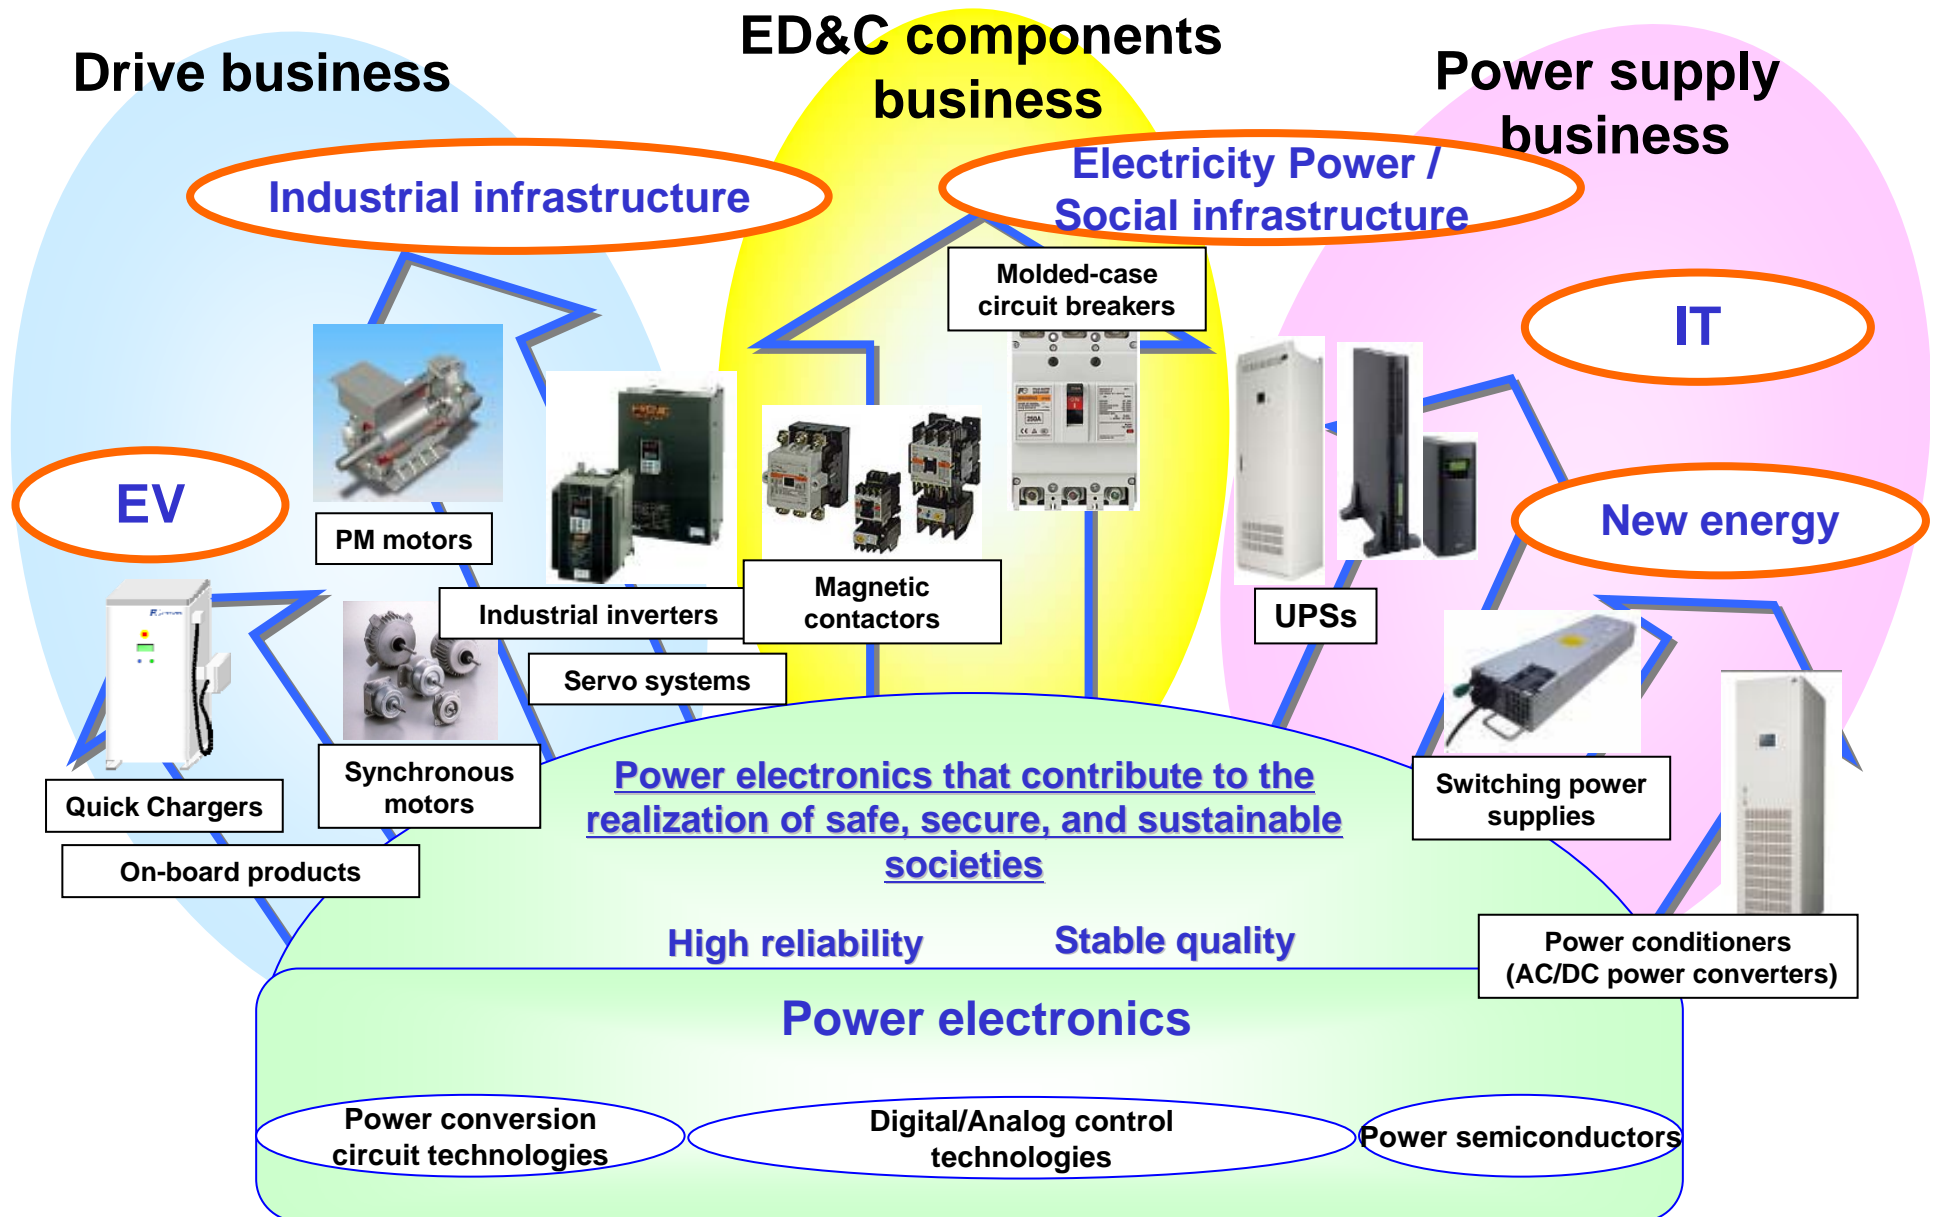 Drive business
ED&C components
business
Power supply
business
Industrial infrastructure
Electricity Power /
Social infrastructure
Molded-case
circuit breakers
IT
EV
New energy
250A
ON
PM motors
Industrial inverters
Magnetic
contactors
UPSs
Servo systems
Quick Chargers
Synchronous
motors
On-board products
Switching power
supplies
Power electronics that contribute to the
realization of safe, secure, and sustainable
societies
High reliability
Stable quality
Power conditioners
(AC/DC power converters)
Power electronics
Power conversion
circuit technologies
Digital/Analog control
technologies
Power semiconductors